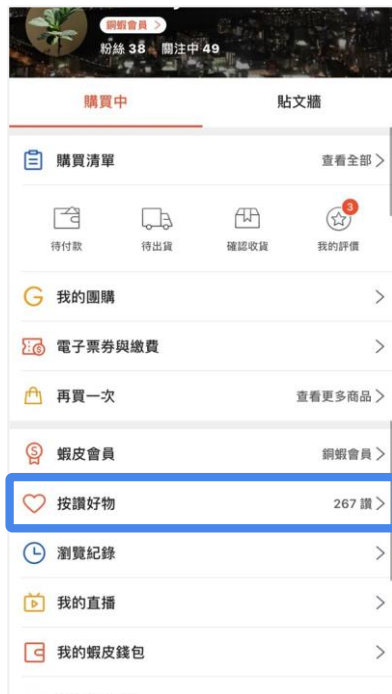 銅蝦會員 >
粉絲 38 關注中 49
購買中 貼文牆
購買清單 查看全部 >
3
待付款 待出貨 確認收貨 我的評價
我的團購 >
電子票券與繳費 >
再買一次 查看更多商品 >
蝦皮會員 銅蝦會員 >
按讚好物 267 讚 >
瀏覽紀錄 >
我的直播 >
我的蝦皮錢包 >